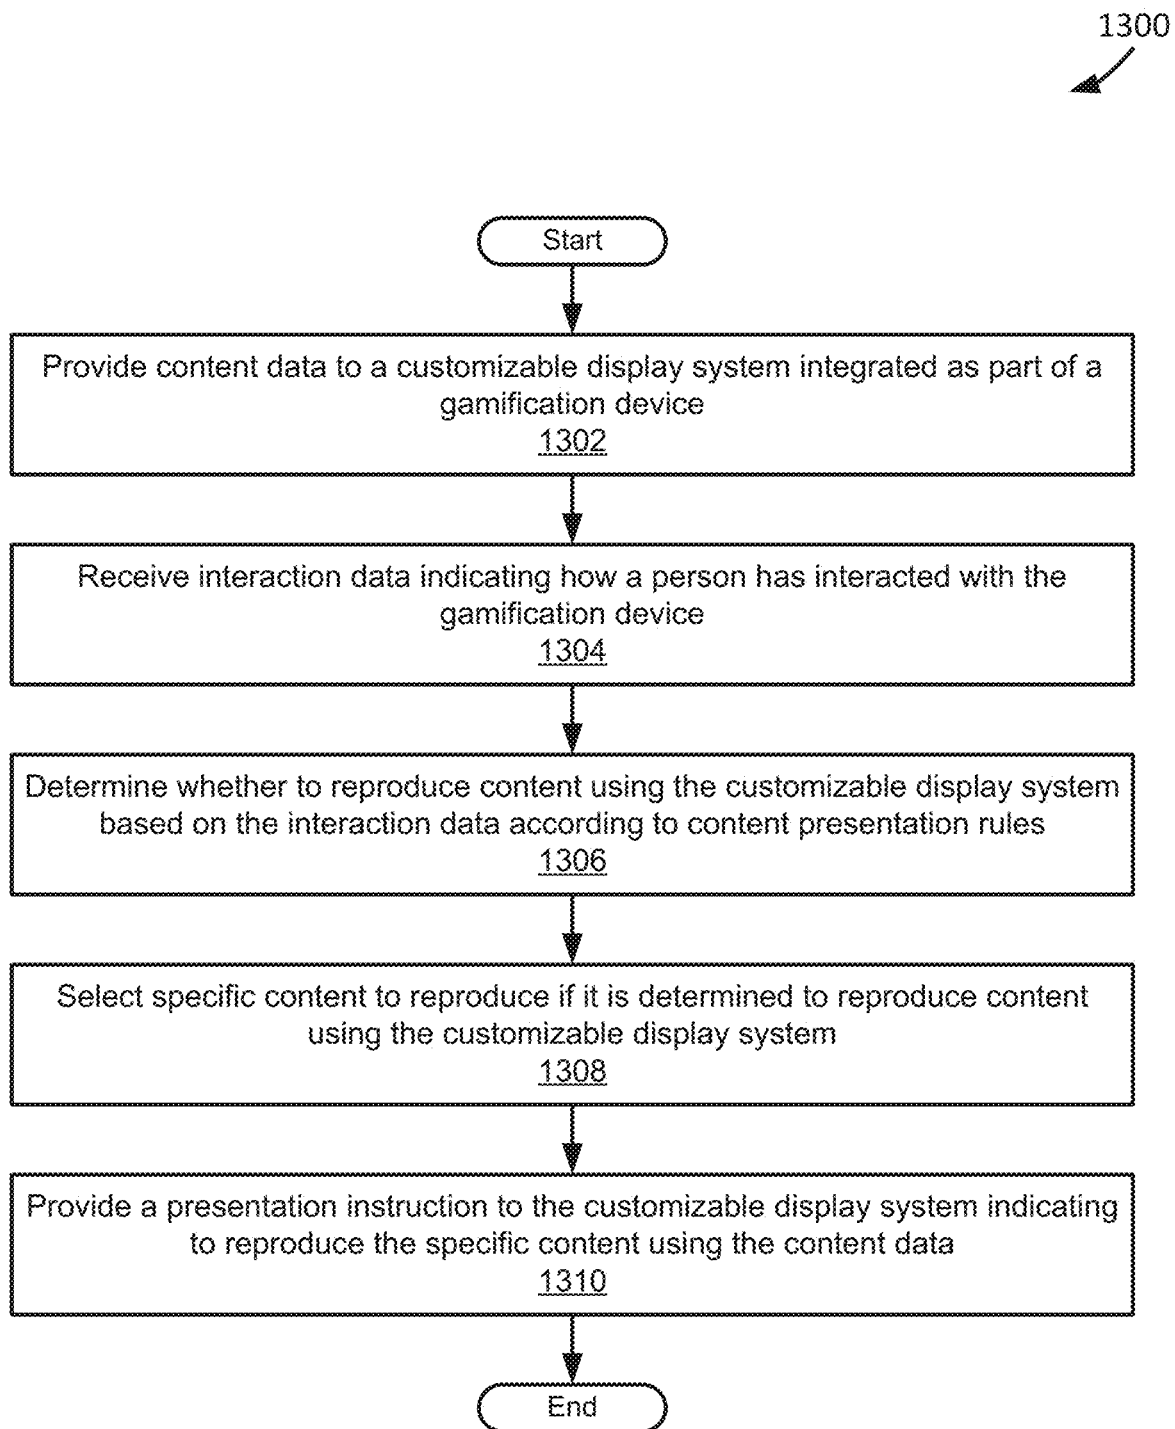 1300
Start
Provide content data to a customizable display system integrated as part of a
gamification device
1302
Receive interaction data indicating how a person has interacted with the
gamification device
1304
Determine whether to reproduce content using the customizable display system
based on the interaction data according to content presentation rules
1306
Select specific content to reproduce if it is determined to reproduce content
using the customizable display system
1308
Provide a presentation instruction to the customizable display system indicating
to reproduce the specific content using the content data
1310
End